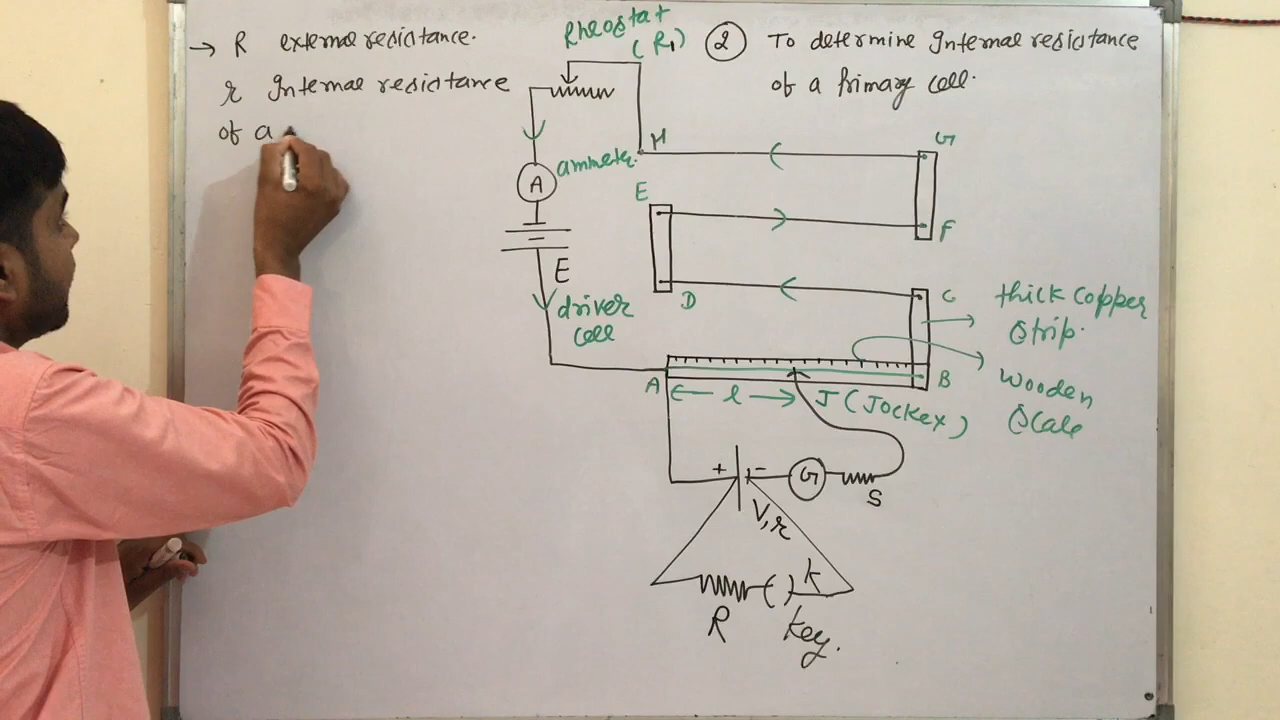 → R external resistance.
r Internal resistance
of a
Rheostat
(R₁)
② To determine Internal resistance
of a Primary cell.
H
G
ammeter.
A
E
F
E
D
C
driver
cell
thick copper
Strip.
A
B
← l →
J (Jockey)
wooden
Scale
+
-
G
S
V, r
R
K
key.